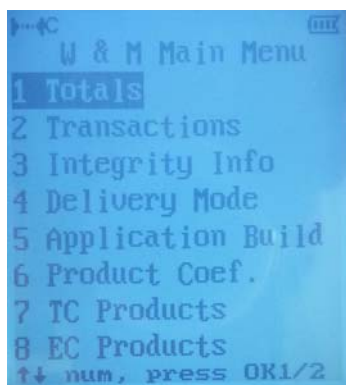 W & M Main Menu
1 Totals
2 Transactions
3 Integrity Info
4 Delivery Mode
5 Application Build
6 Product Coef.
7 TC Products
8 EC Products
↑↓ num, press OK1/2